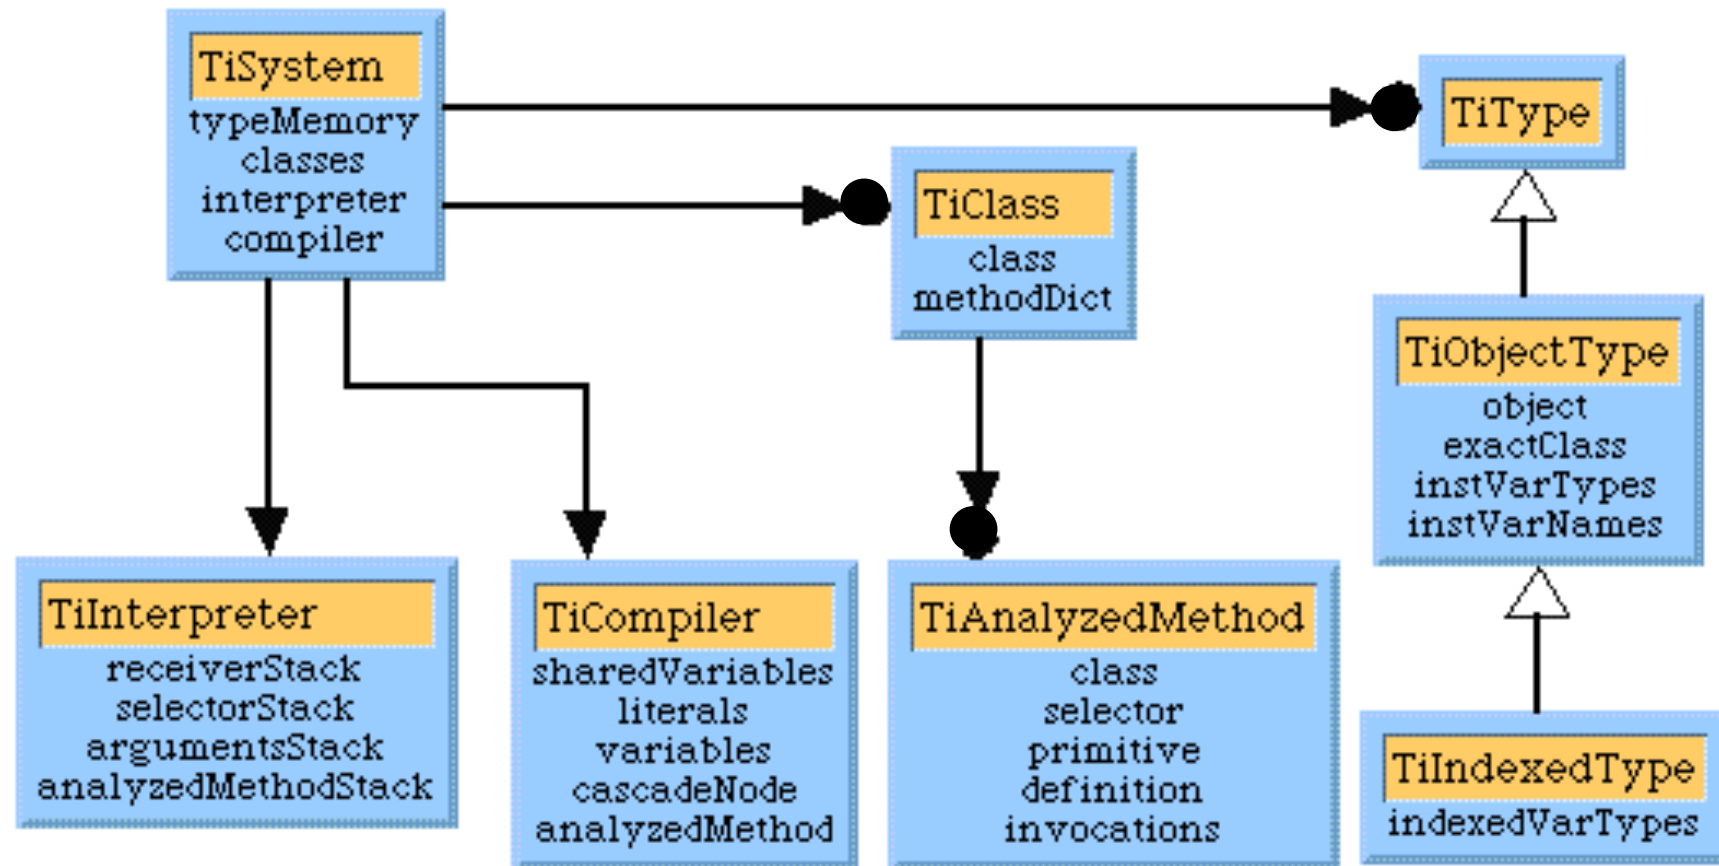 TiSystem
typeMemory
classes
interpreter
compiler
TiType
TiClass
class
methodDict
TiObjectType
object
exactClass
instVarTypes
instVarNames
TiInterpreter
receiverStack
selectorStack
argumentsStack
analyzedMethodStack
TiCompiler
sharedVariables
literals
variables
cascadeNode
analyzedMethod
TiAnalyzedMethod
class
selector
primitive
definition
invocations
TiIndexedType
indexedVarTypes